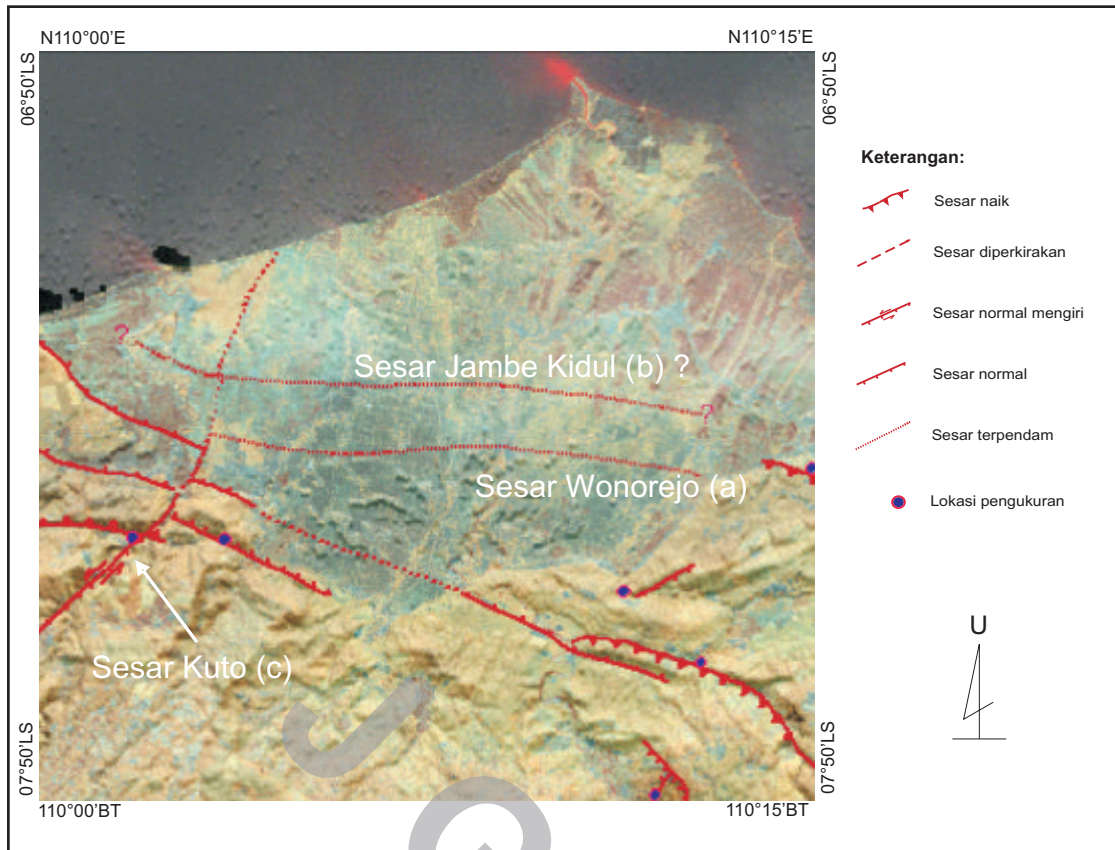 N110°00'E
N110°15'E
06°50'LS
06°50'LS
Keterangan:
Sesar naik
Sesar diperkirakan
Sesar normal mengiri
Sesar normal
Sesar terpendam
Lokasi pengukuran
?
Sesar Jambe Kidul (b) ?
?
Sesar Wonorejo (a)
Sesar Kuto (c)
U
07°50'LS
07°50'LS
110°00'BT
110°15'BT
J
G